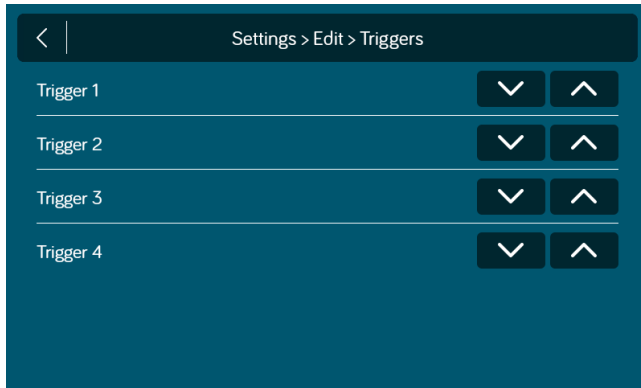 Settings > Edit > Triggers
Trigger 1
Trigger 2
Trigger 3
Trigger 4